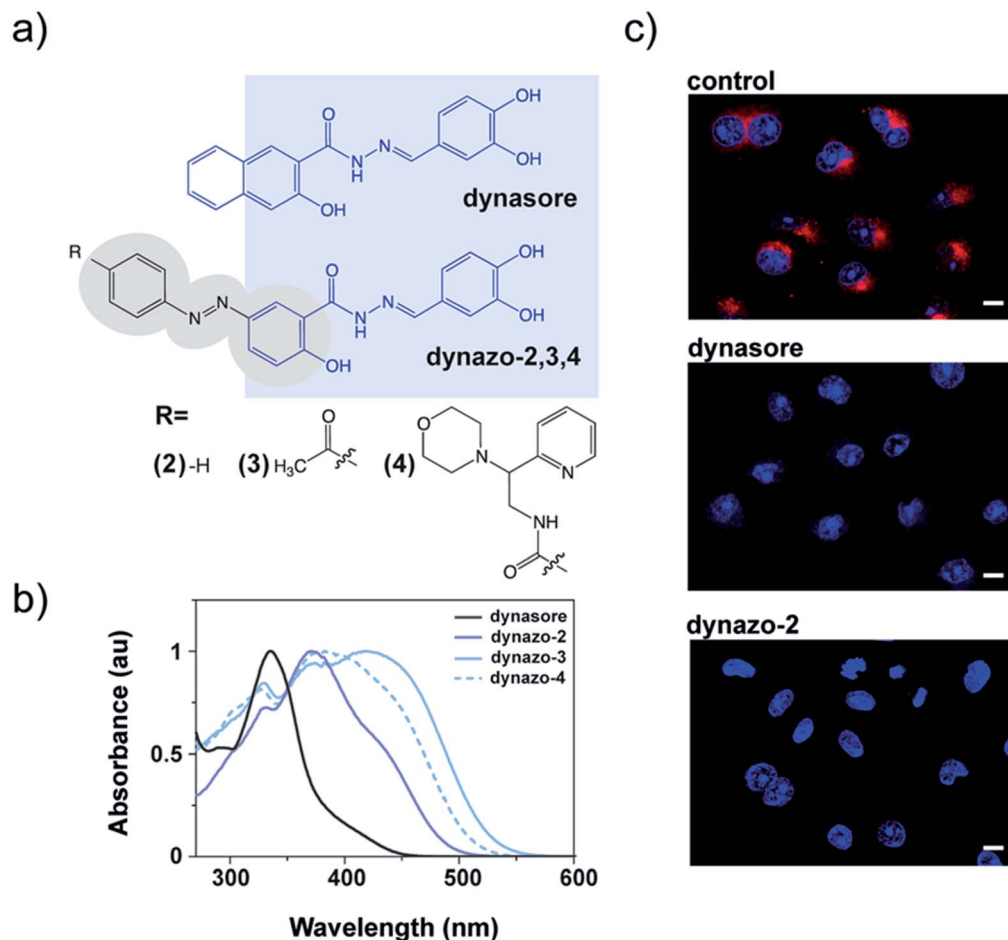 a)
O
OH
N
N
H
OH
OH
dynasore
R
N
N
O
OH
N
N
H
OH
OH
dynazo-2,3,4
R=
(2) -H
(3) H₃C
O
(4)
O
N
N
NH
O
b)
Absorbance (au)
1
0.5
0
dynasore
dynazo-2
dynazo-3
dynazo-4
300 400 500 600
Wavelength (nm)
c)
control
dynasore
dynazo-2